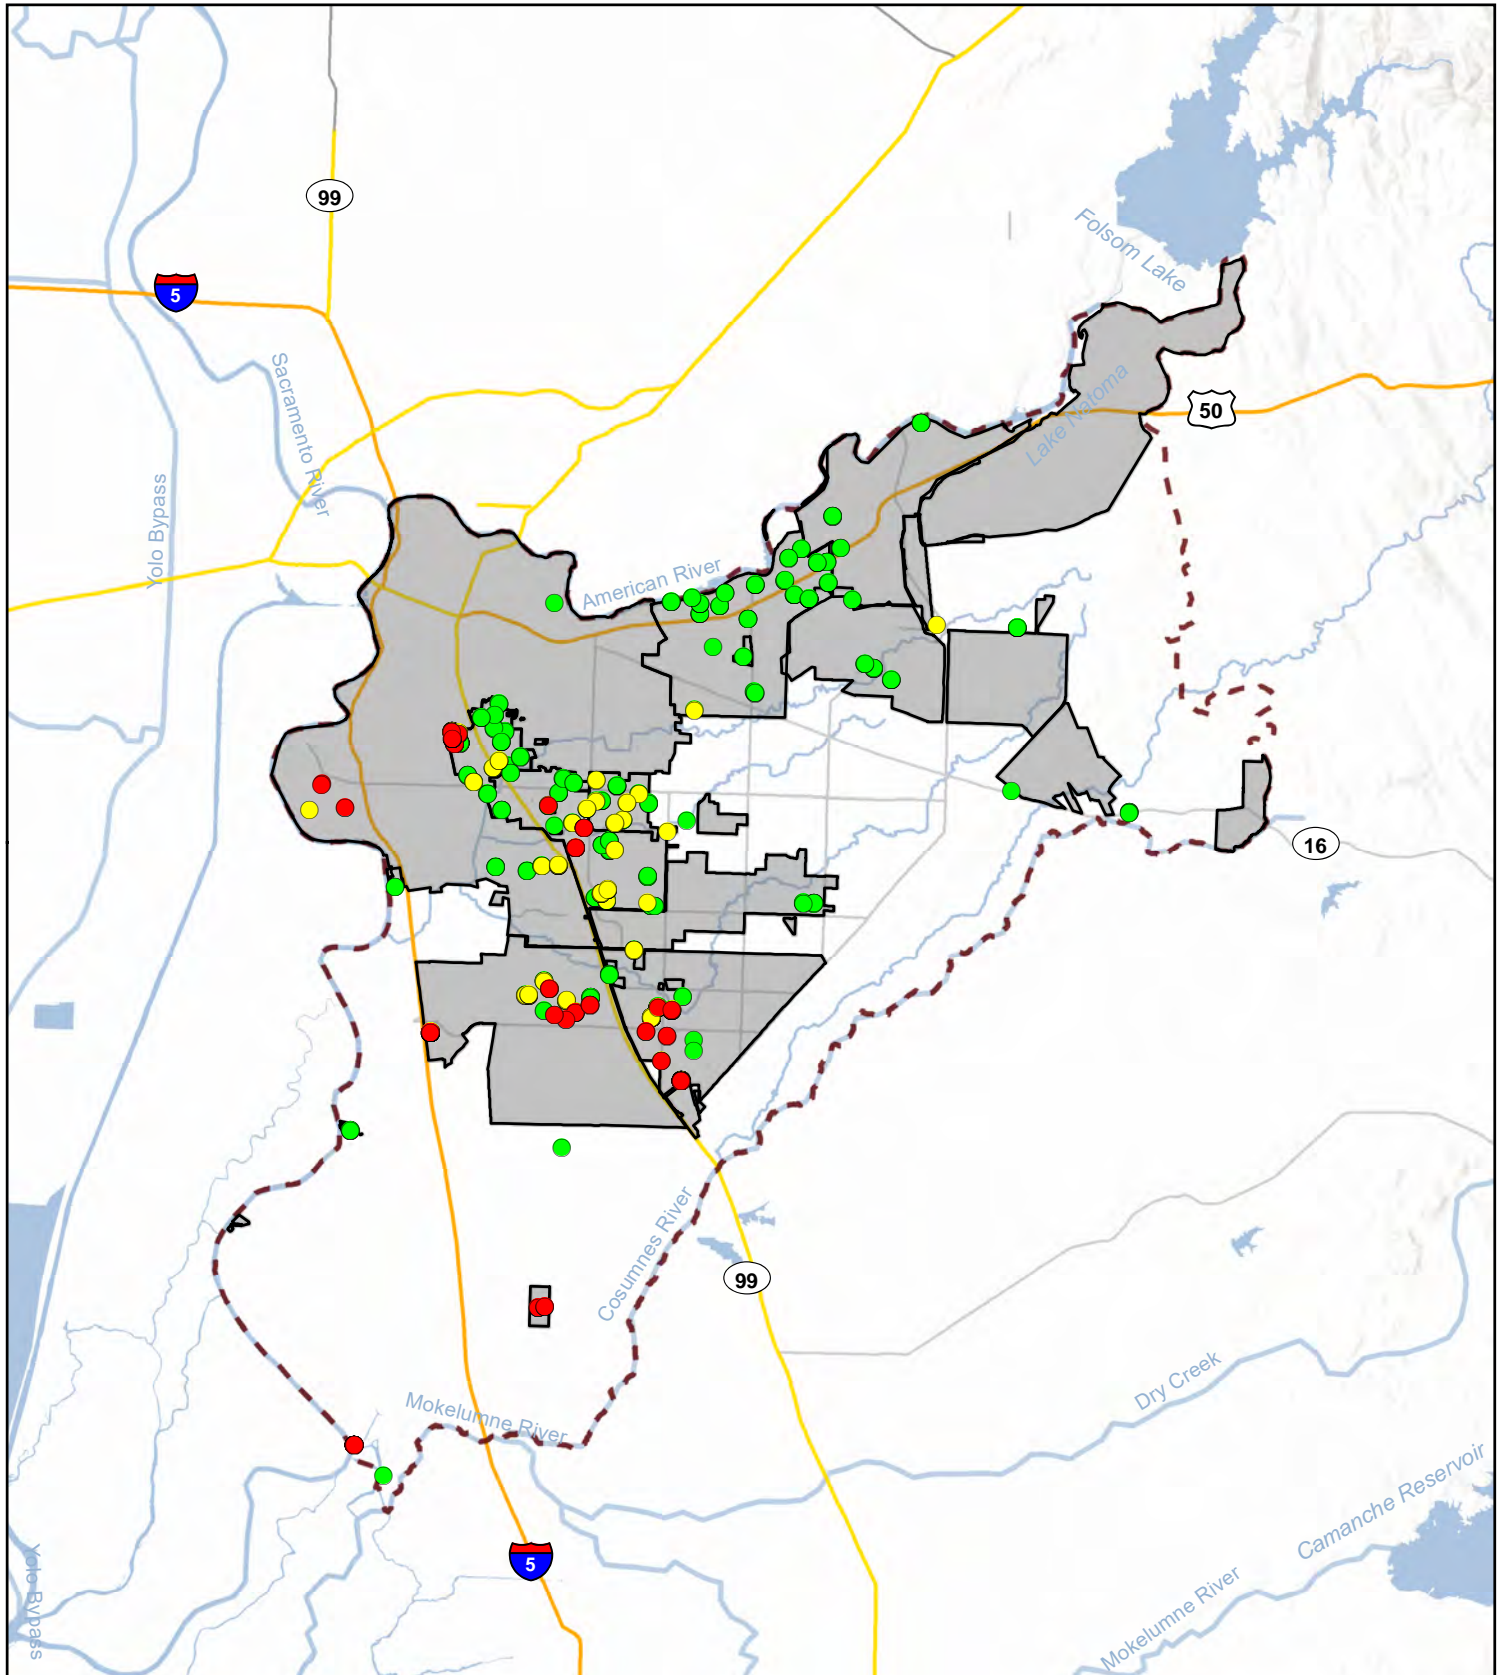 99
Folsom Lake
5
Sacramento River
50
Lake Natoma
Yolo Bypass
American River
16
Cosumnes River
99
Dry Creek
Mokelumne River
Camanche Reservoir
5
Yolo Bypass
Mokelumne River